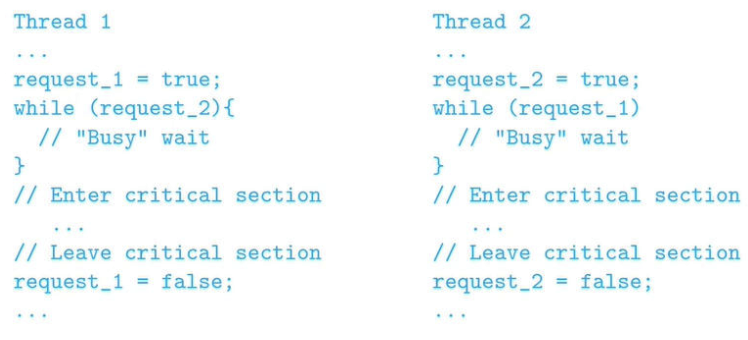 Thread 1
...
request_1 = true;
while (request_2){
  // "Busy" wait
}
// Enter critical section
   ...
// Leave critical section
request_1 = false;
...
Thread 2
...
request_2 = true;
while (request_1)
  // "Busy" wait
}
// Enter critical section
   ...
// Leave critical section
request_2 = false;
...